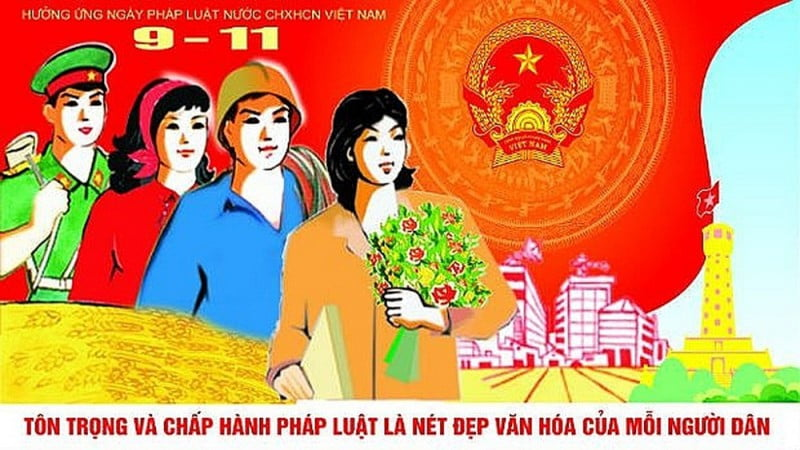 HƯỞNG ỨNG NGÀY PHÁP LUẬT NƯỚC CHXHCN VIỆT NAM
9 - 11
VIỆT NAM
TÔN TRỌNG VÀ CHẤP HÀNH PHÁP LUẬT LÀ NÉT ĐẸP VĂN HÓA CỦA MỖI NGƯỜI DÂN